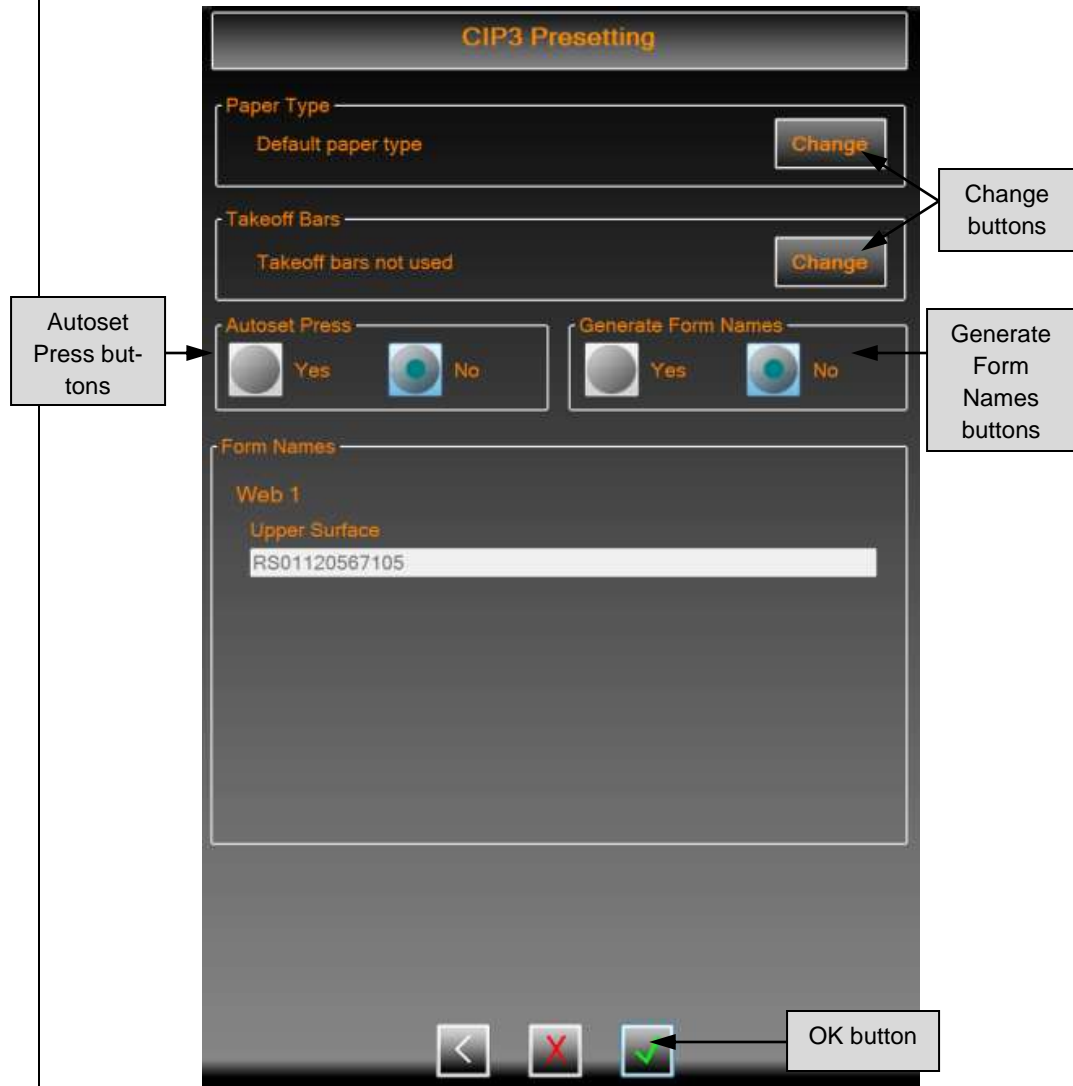 CIP3 Presetting
Paper Type
Default paper type
Change
Change
buttons
Takeoff Bars
Takeoff bars not used
Change
Autoset
Press but-
tons
Autoset Press
Yes
No
Generate Form Names
Yes
No
Generate
Form
Names
buttons
Form Names
Web 1
Upper Surface
RS01120567105
<
X
OK button